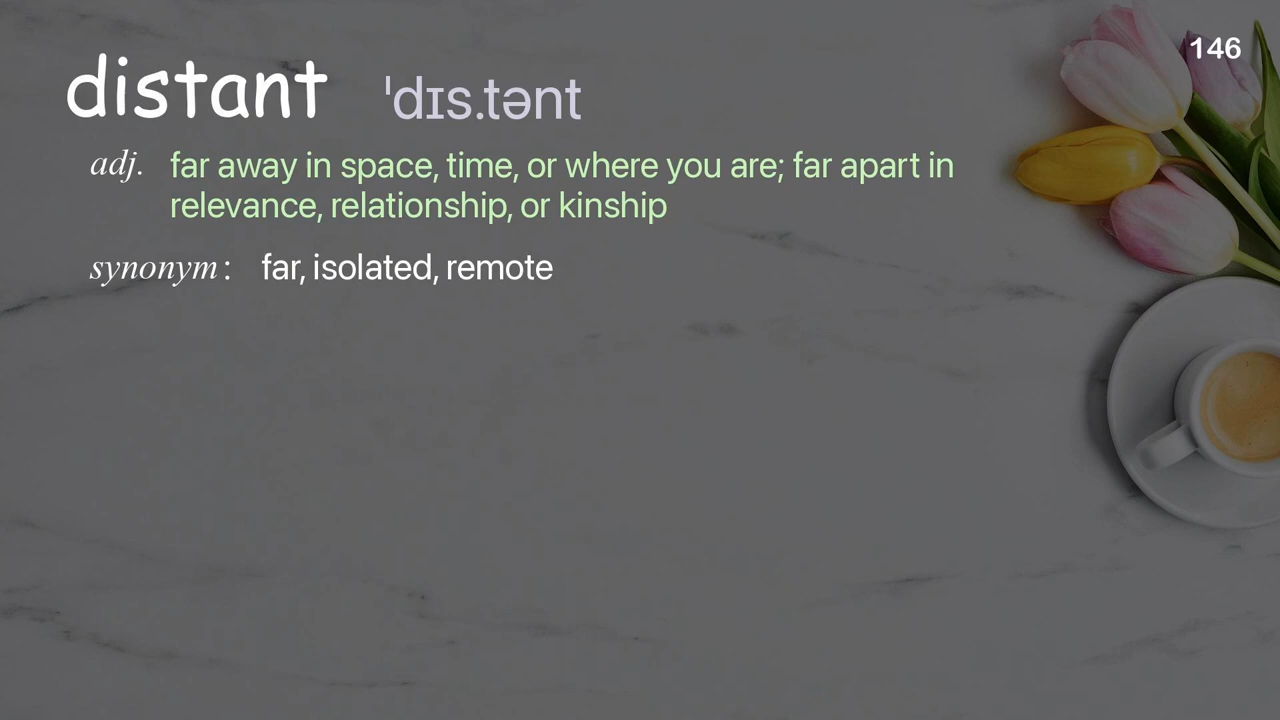 146
distant ˈdɪs.tənt
adj. far away in space, time, or where you are; far apart in
relevance, relationship, or kinship
synonym : far, isolated, remote